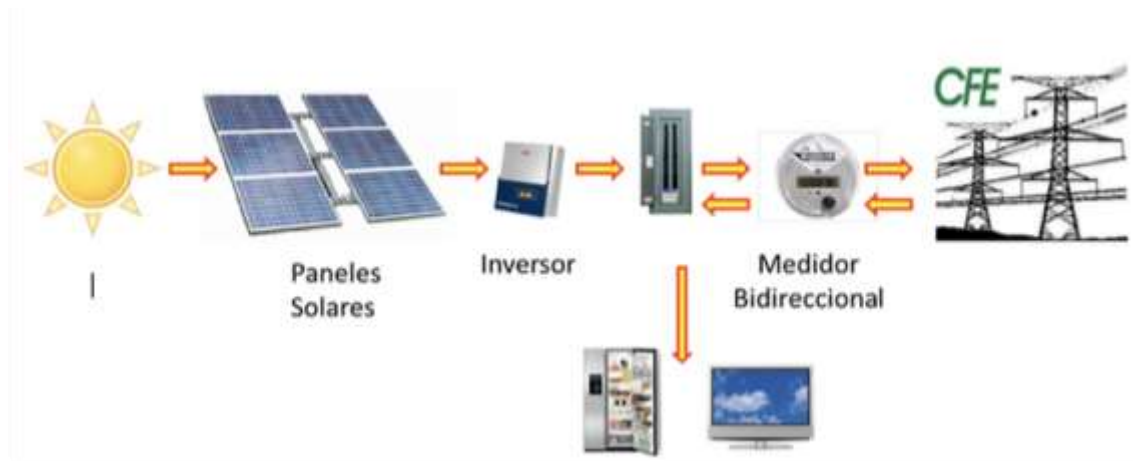 CFE
Inversor
Medidor
Bidireccional
Paneles
Solares